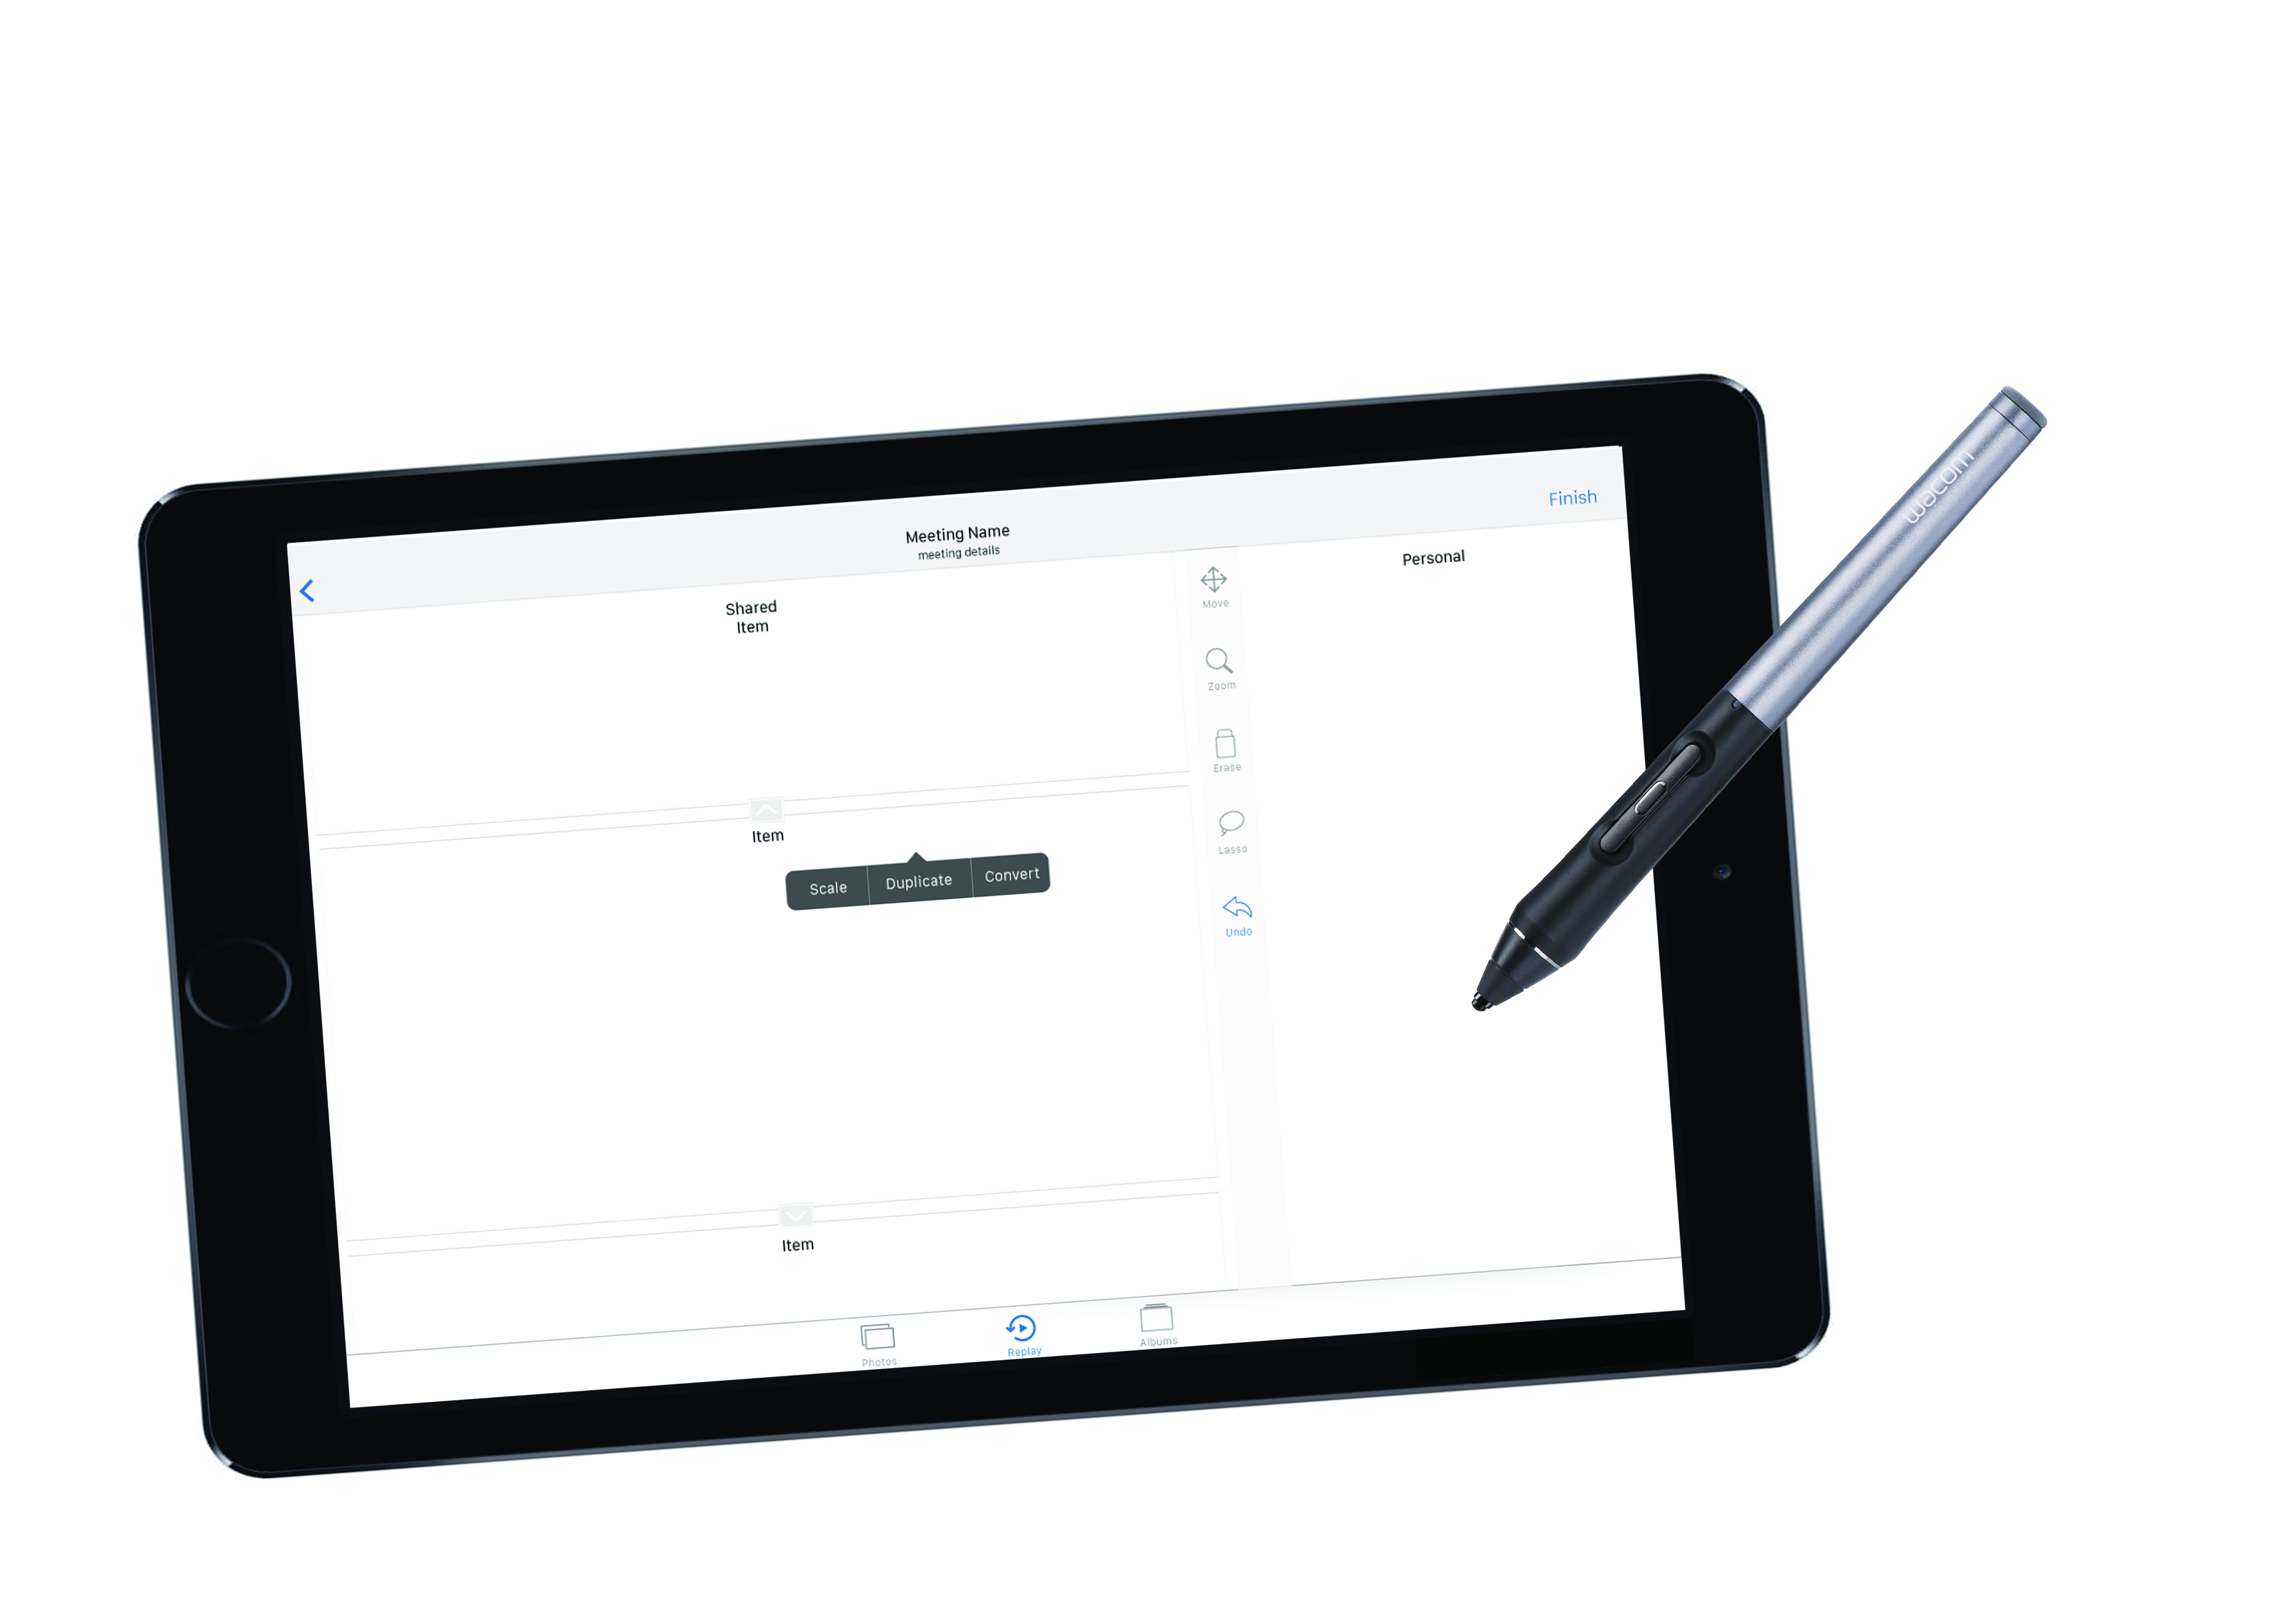 Meeting Name
meeting details
Finish
Shared
Item
Personal
Move
Zoom
Erase
Lasso
Undo
Item
Scale
Duplicate
Convert
Item
Photos
Replay
Albums
wacom